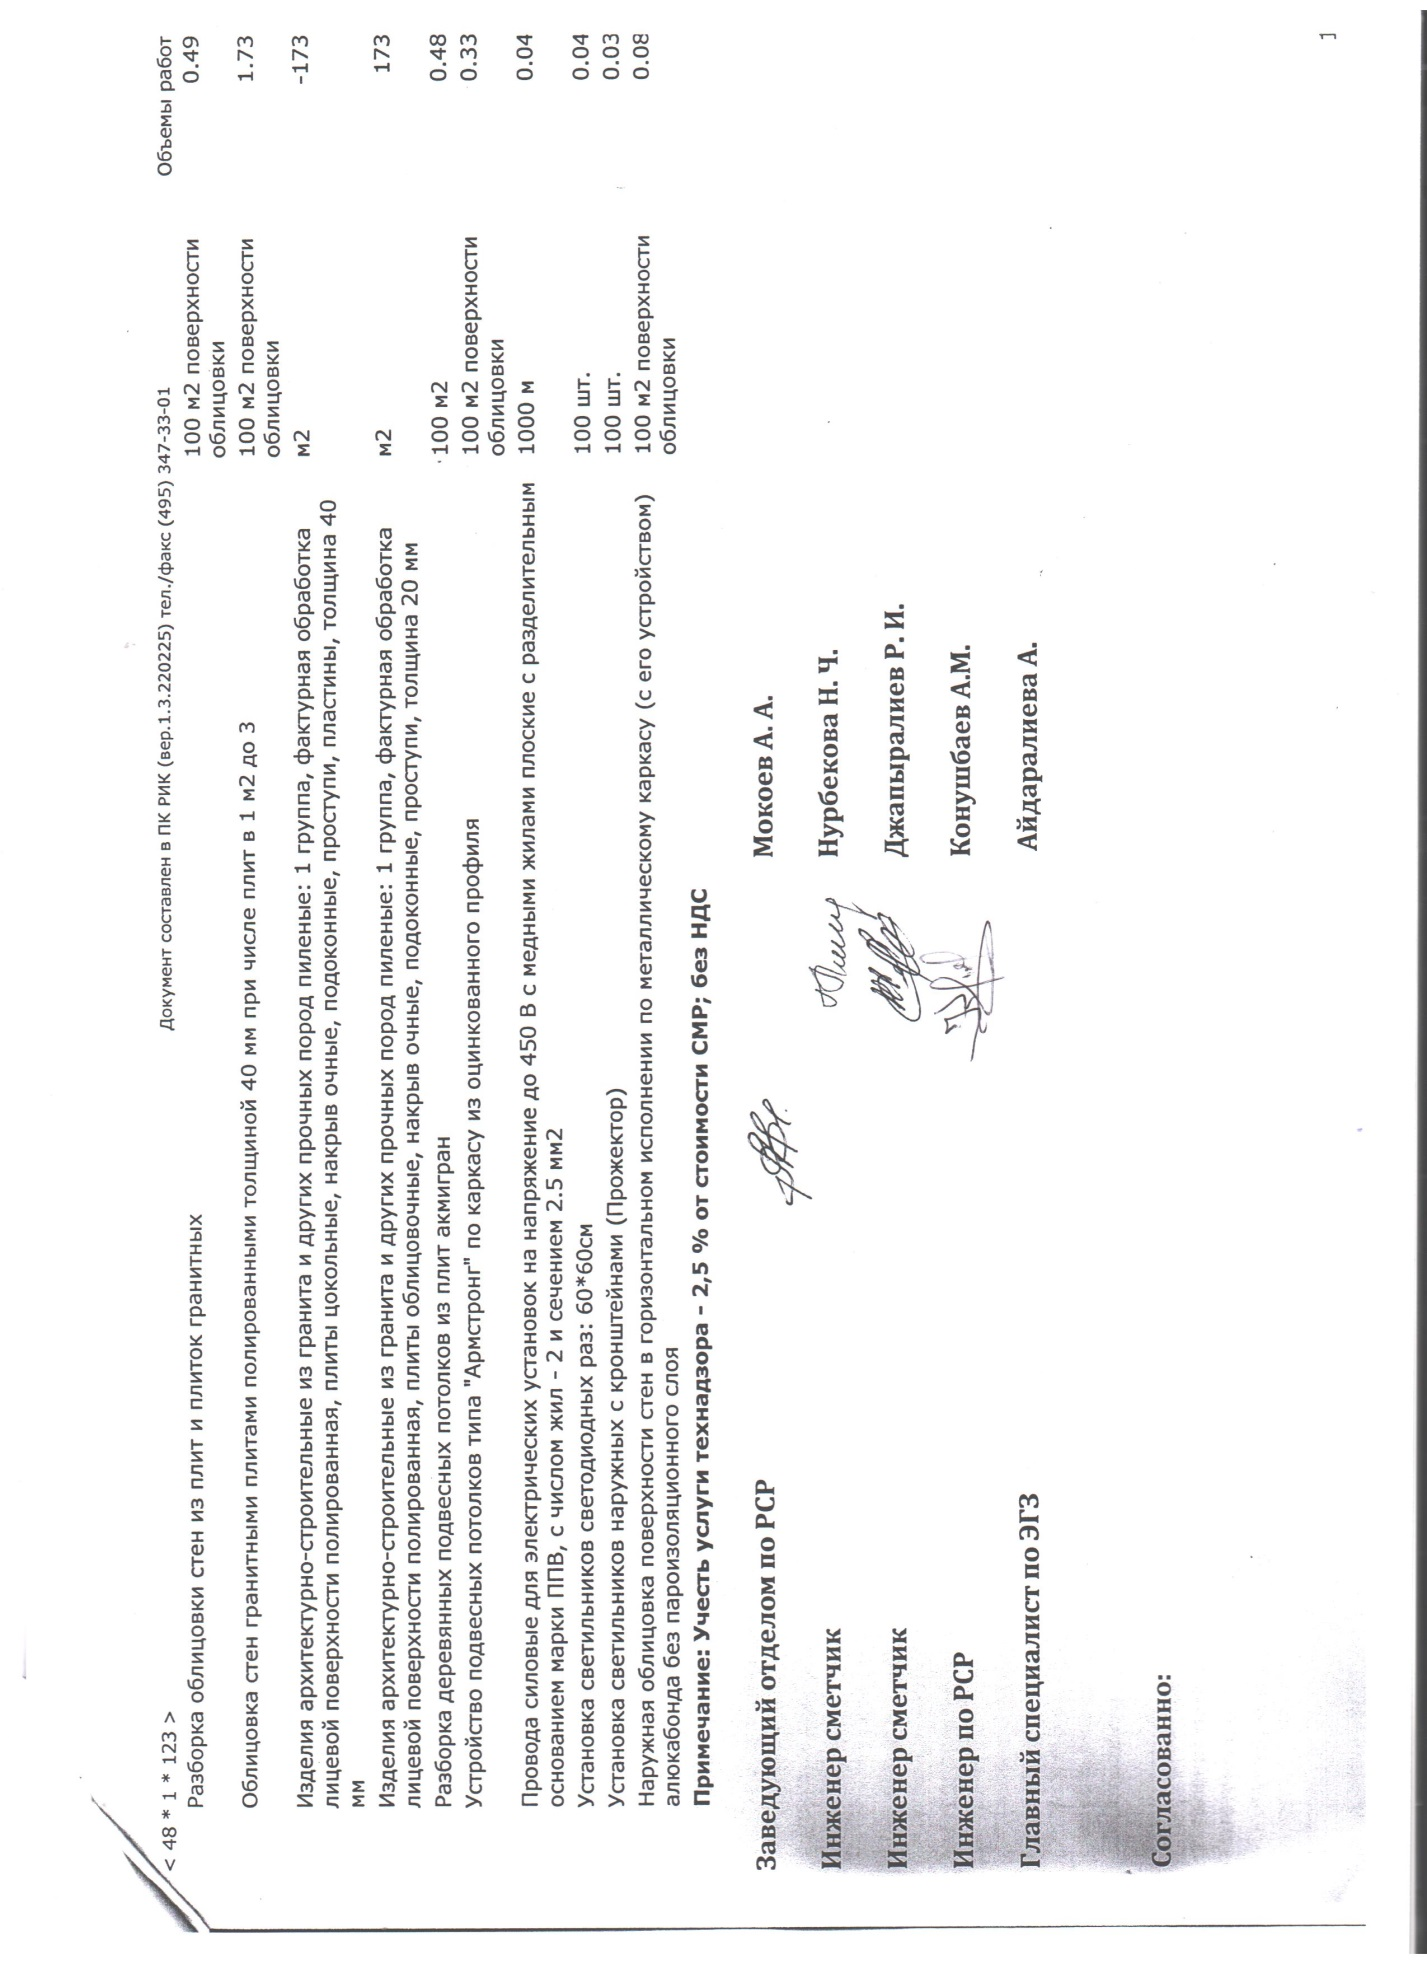 < 48 * 1 * 123 > Документ составлен в ПК РИК (вер.1.3.220225) тел./факс (495) 347-33-01 Объемы работ
Разборка облицовки стен из плит и плиток гранитных 100 м2 поверхности 0.49
облицовки
Облицовка стен гранитными плитами полированными толщиной 40 мм при числе плит в 1 м2 до 3 100 м2 поверхности 1.73
облицовки
Изделия архитектурно-строительные из гранита и других прочных пород пиленые: 1 группа, фактурная обработка м2 -173
лицевой поверхности полированная, плиты цокольные, накрыв очные, подоконные, проступи, пластины, толщина 40
мм
Изделия архитектурно-строительные из гранита и других прочных пород пиленые: 1 группа, фактурная обработка м2 173
лицевой поверхности полированная, плиты облицовочные, накрыв очные, подоконные, проступи, толщина 20 мм
Разборка деревянных подвесных потолков из плит акмигран 100 м2 0.48
Устройство подвесных потолков типа "Армстронг" по каркасу из оцинкованного профиля 100 м2 поверхности 0.33
облицовки
Провода силовые для электрических установок на напряжение до 450 В с медными жилами плоские с разделительным 1000 м 0.04
основанием марки ППВ, с числом жил - 2 и сечением 2.5 мм2
Установка светильников светодиодных раз: 60*60см 100 шт. 0.04
Установка светильников наружных с кронштейнами (Прожектор) 100 шт. 0.03
Наружная облицовка поверхности стен в горизонтальном исполнении по металлическому каркасу (с его устройством) 100 м2 поверхности 0.08
алюкабонда без пароизоляционного слоя облицовки
Примечание: Учесть услуги технадзора – 2,5 % от стоимости СМР; без НДС
Заведующий отделом по РСР Мокоев А. А.
Инженер сметчик Нурбекова Н. Ч.
Инженер сметчик Джапыралиев Р. И.
Инженер по РСР Конушбаев А.М.
Главный специалист по ЭГЗ Айдаралиева А.
Согласованно: